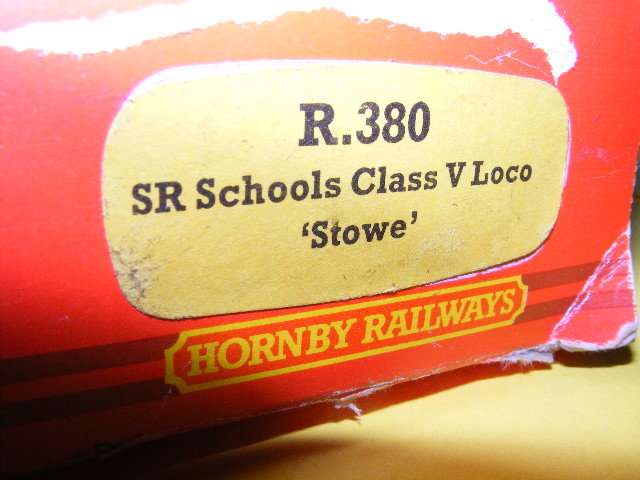 R.380
SR Schools Class V Loco
‘Stowe’
HORNBY RAILWAYS